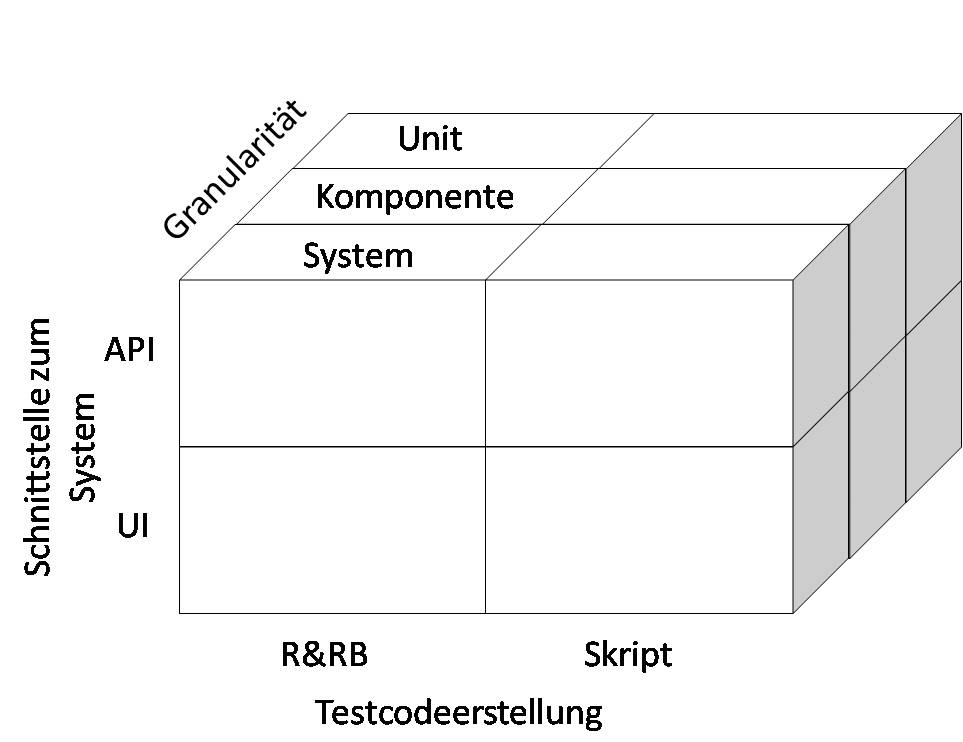 Granularität
Unit
Komponente
System
Schnittstelle zum
System
API
UI
R&RB
Skript
Testcodeerstellung